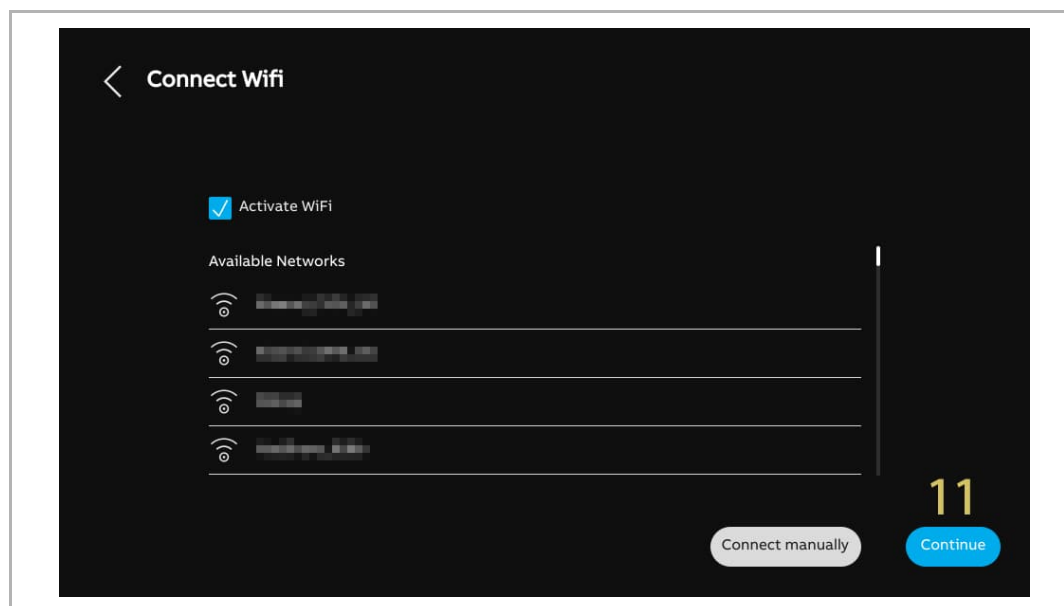 Connect Wifi
Activate WiFi
Available Networks
11
Connect manually
Continue